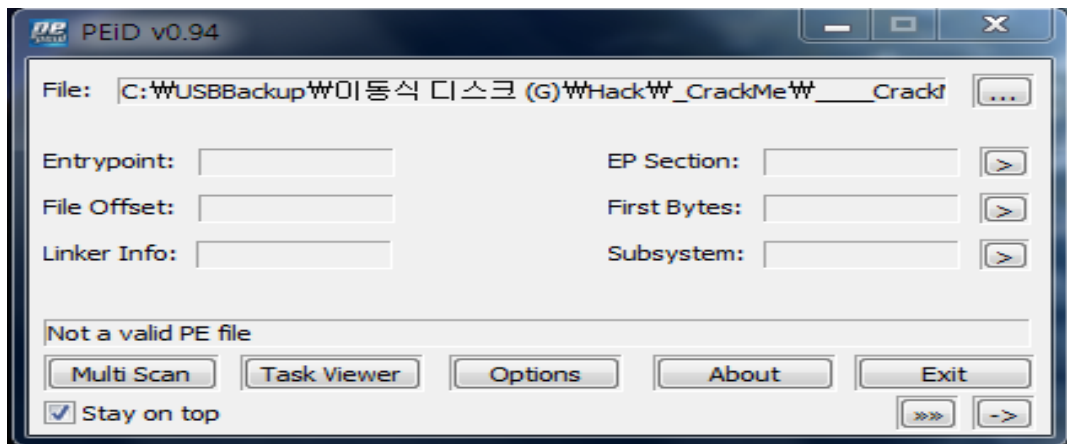 PEiD v0.94
File: C:₩USBBackup₩이동식 디스크 (G)₩Hack₩_CrackMe₩____Crack
...
Entrypoint:
EP Section:
>
File Offset:
First Bytes:
>
Linker Info:
Subsystem:
>
Not a valid PE file
Multi Scan
Task Viewer
Options
About
Exit
Stay on top
»»
->